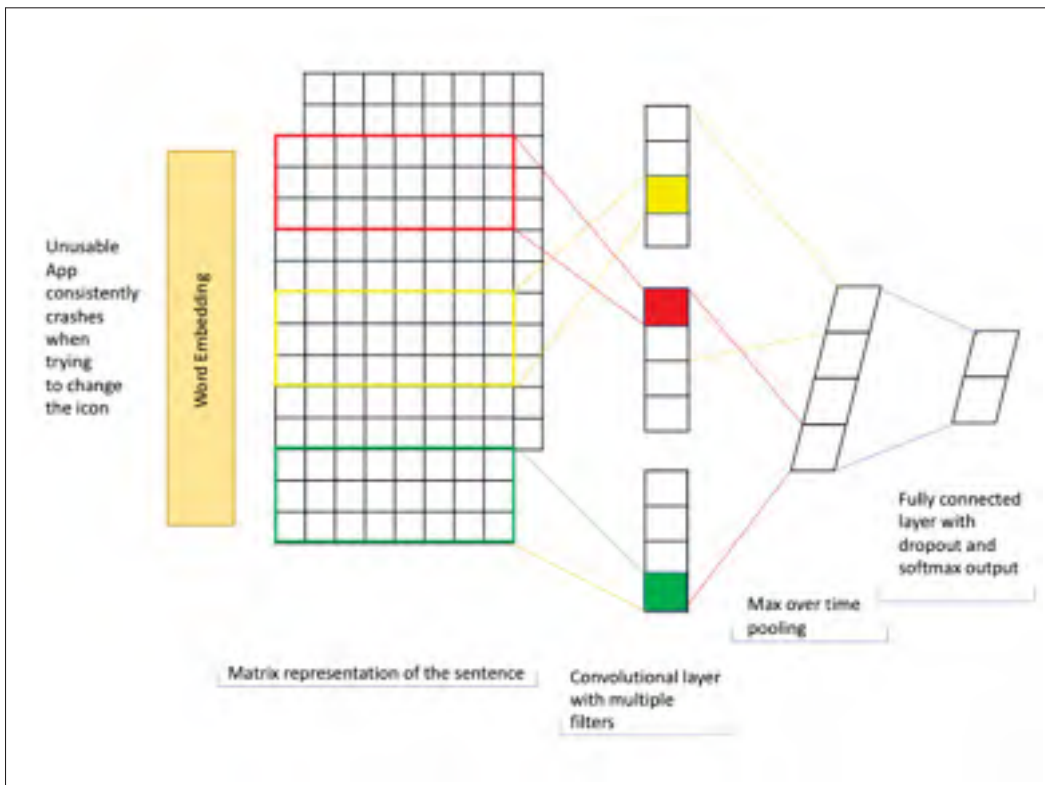 Unusable
App
consistently
crashes
when
trying
to change
the icon
Word Embedding
Matrix representation of the sentence
Convolutional layer
with multiple
filters
Max over time
pooling
Fully connected
layer with
dropout and
softmax output